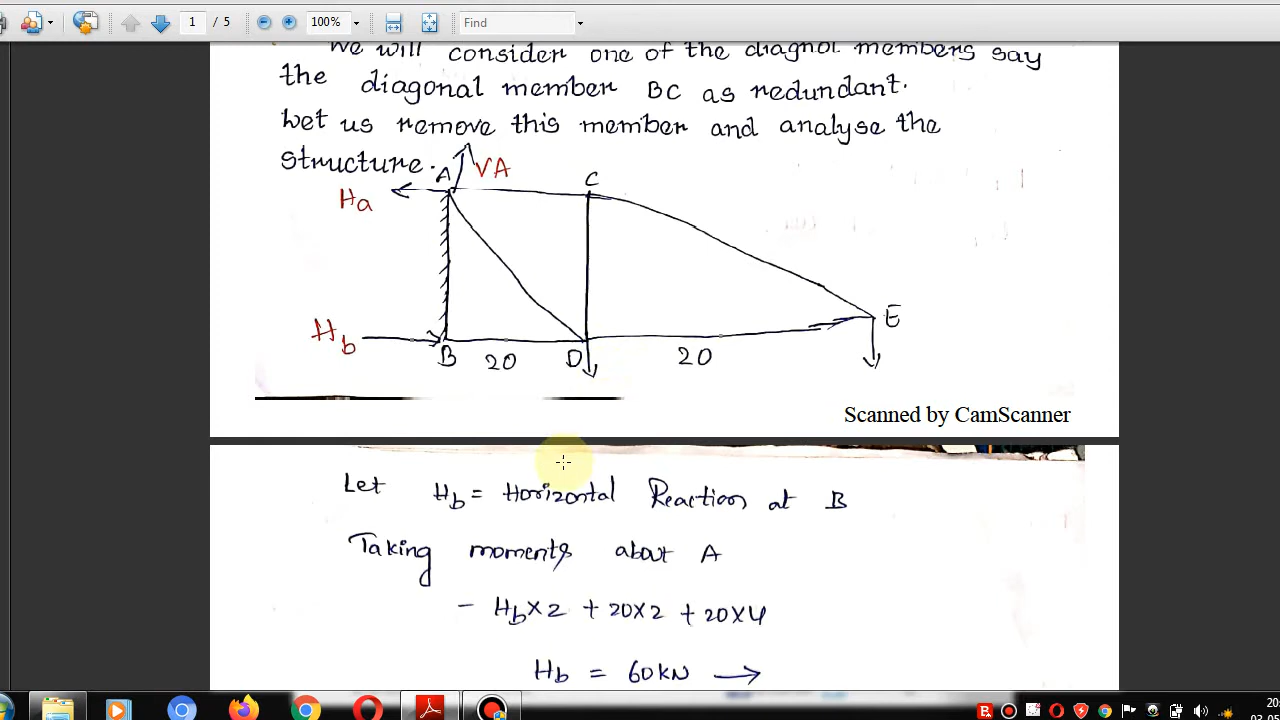 1 / 5 100% Find
We will consider one of the diagnol members say
the diagonal member BC as redundant.
Let us remove this member and analyse the
structure.
A VA C
Ha
Hb E
B 20 D 20
Scanned by CamScanner
Let Hb = Horizontal Reaction at B
Taking moments about A
- Hb×2 + 20×2 + 20×4
Hb = 60kN →